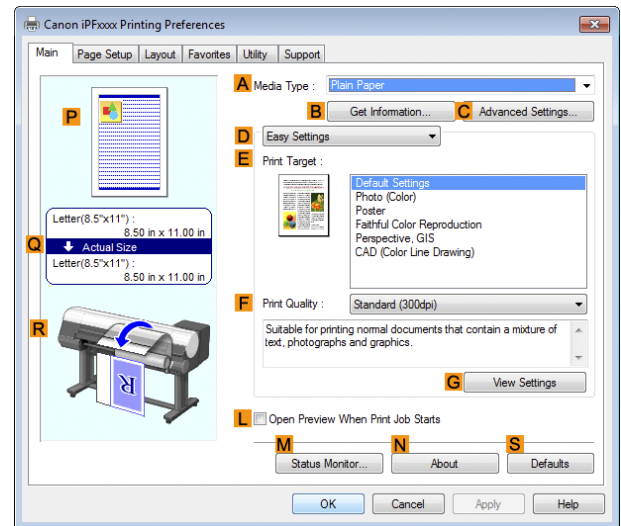 Canon iPFxxxx Printing Preferences
Main Page Setup Layout Favorites Utility Support
A Media Type : Plain Paper
B Get Information... C Advanced Settings...
D Easy Settings
E Print Target :
Default Settings
Photo (Color)
Poster
Faithful Color Reproduction
Perspective, GIS
CAD (Color Line Drawing)
F Print Quality : Standard (300dpi)
Suitable for printing normal documents that contain a mixture of
text, photographs and graphics.
G View Settings
P
Q
Letter(8.5"x11") :
8.50 in x 11.00 in
Actual Size
Letter(8.5"x11") :
8.50 in x 11.00 in
R
R
L Open Preview When Print Job Starts
M Status Monitor... N About S Defaults
OK Cancel Apply Help